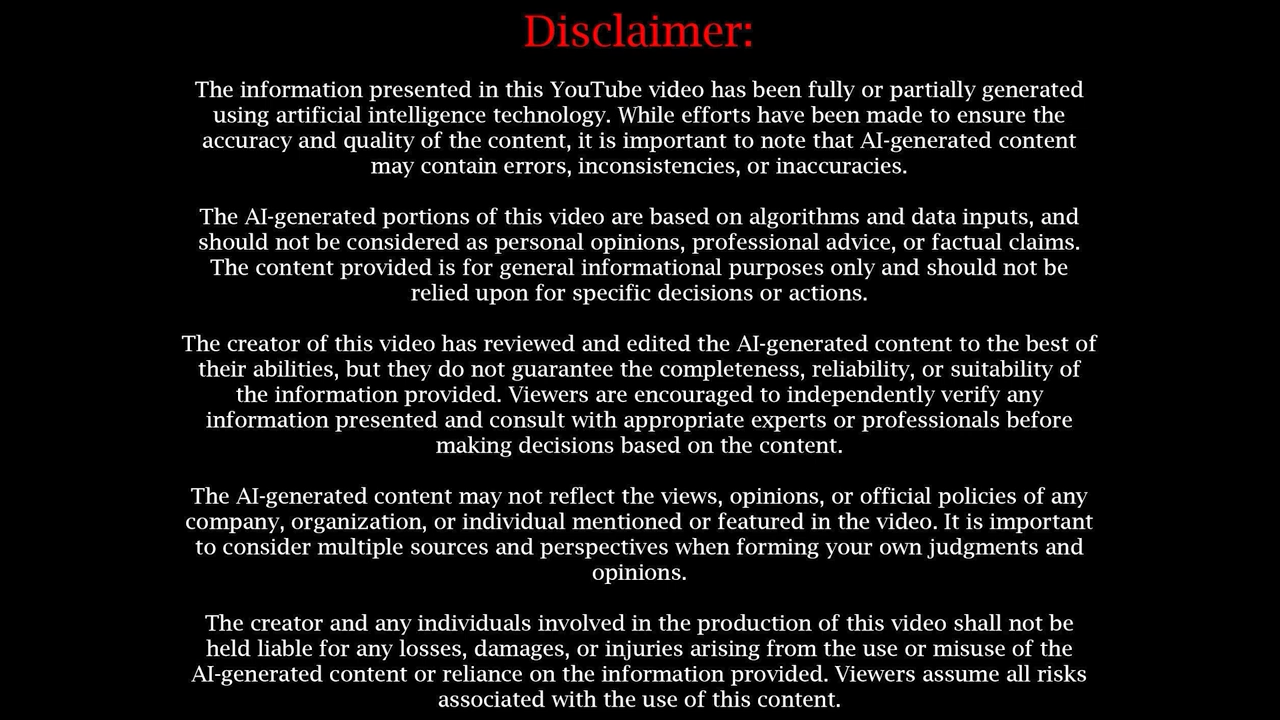 Disclaimer:
The information presented in this YouTube video has been fully or partially generated
using artificial intelligence technology. While efforts have been made to ensure the
accuracy and quality of the content, it is important to note that AI-generated content
may contain errors, inconsistencies, or inaccuracies.
The AI-generated portions of this video are based on algorithms and data inputs, and
should not be considered as personal opinions, professional advice, or factual claims.
The content provided is for general informational purposes only and should not be
relied upon for specific decisions or actions.
The creator of this video has reviewed and edited the AI-generated content to the best of
their abilities, but they do not guarantee the completeness, reliability, or suitability of
the information provided. Viewers are encouraged to independently verify any
information presented and consult with appropriate experts or professionals before
making decisions based on the content.
The AI-generated content may not reflect the views, opinions, or official policies of any
company, organization, or individual mentioned or featured in the video. It is important
to consider multiple sources and perspectives when forming your own judgments and
opinions.
The creator and any individuals involved in the production of this video shall not be
held liable for any losses, damages, or injuries arising from the use or misuse of the
AI-generated content or reliance on the information provided. Viewers assume all risks
associated with the use of this content.